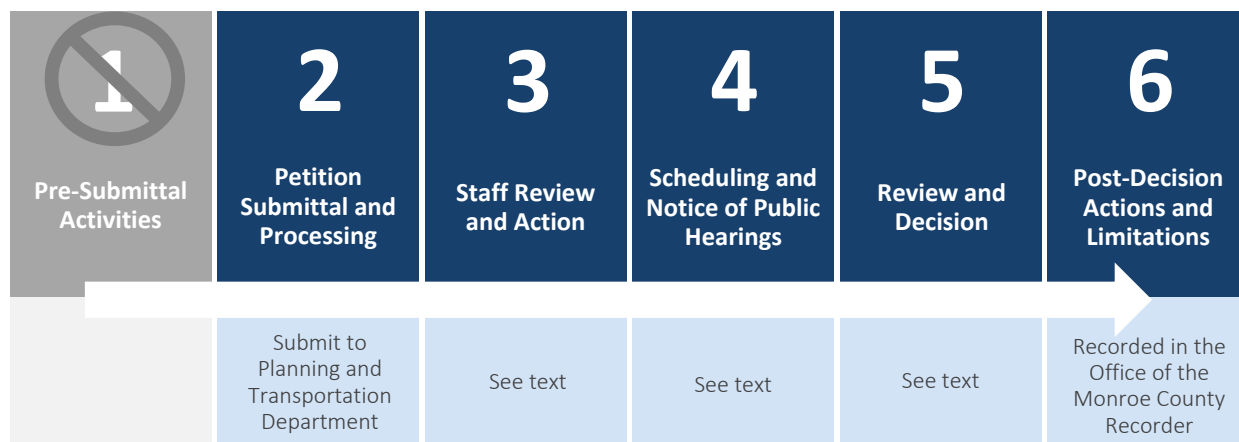 1
Pre-Submittal
Activities
2
Petition
Submittal and
Processing
3
Staff Review
and Action
4
Scheduling and
Notice of Public
Hearings
5
Review and
Decision
6
Post-Decision
Actions and
Limitations
Submit to
Planning and
Transportation
Department
See text
See text
See text
Recorded in the
Office of the
Monroe County
Recorder